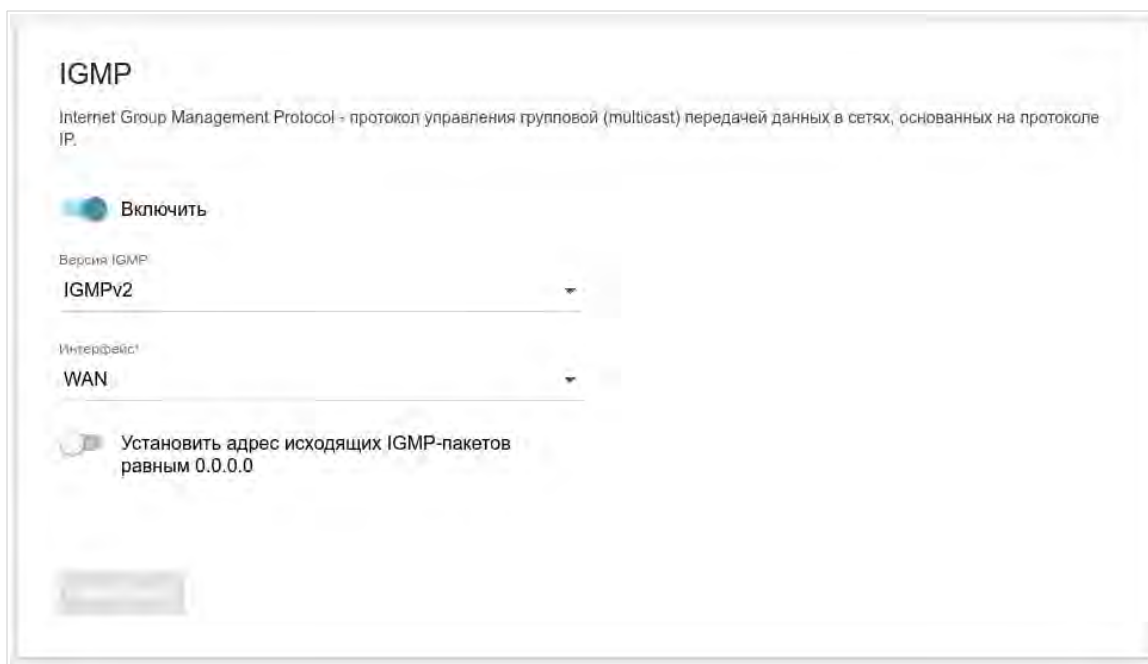 IGMP
Internet Group Management Protocol - протокол управления групповой (multicast) передачей данных в сетях, основанных на протоколе
IP.
Включить
Версия IGMP
IGMPv2
Интерфейс*
WAN
Установить адрес исходящих IGMP-пакетов
равным 0.0.0.0